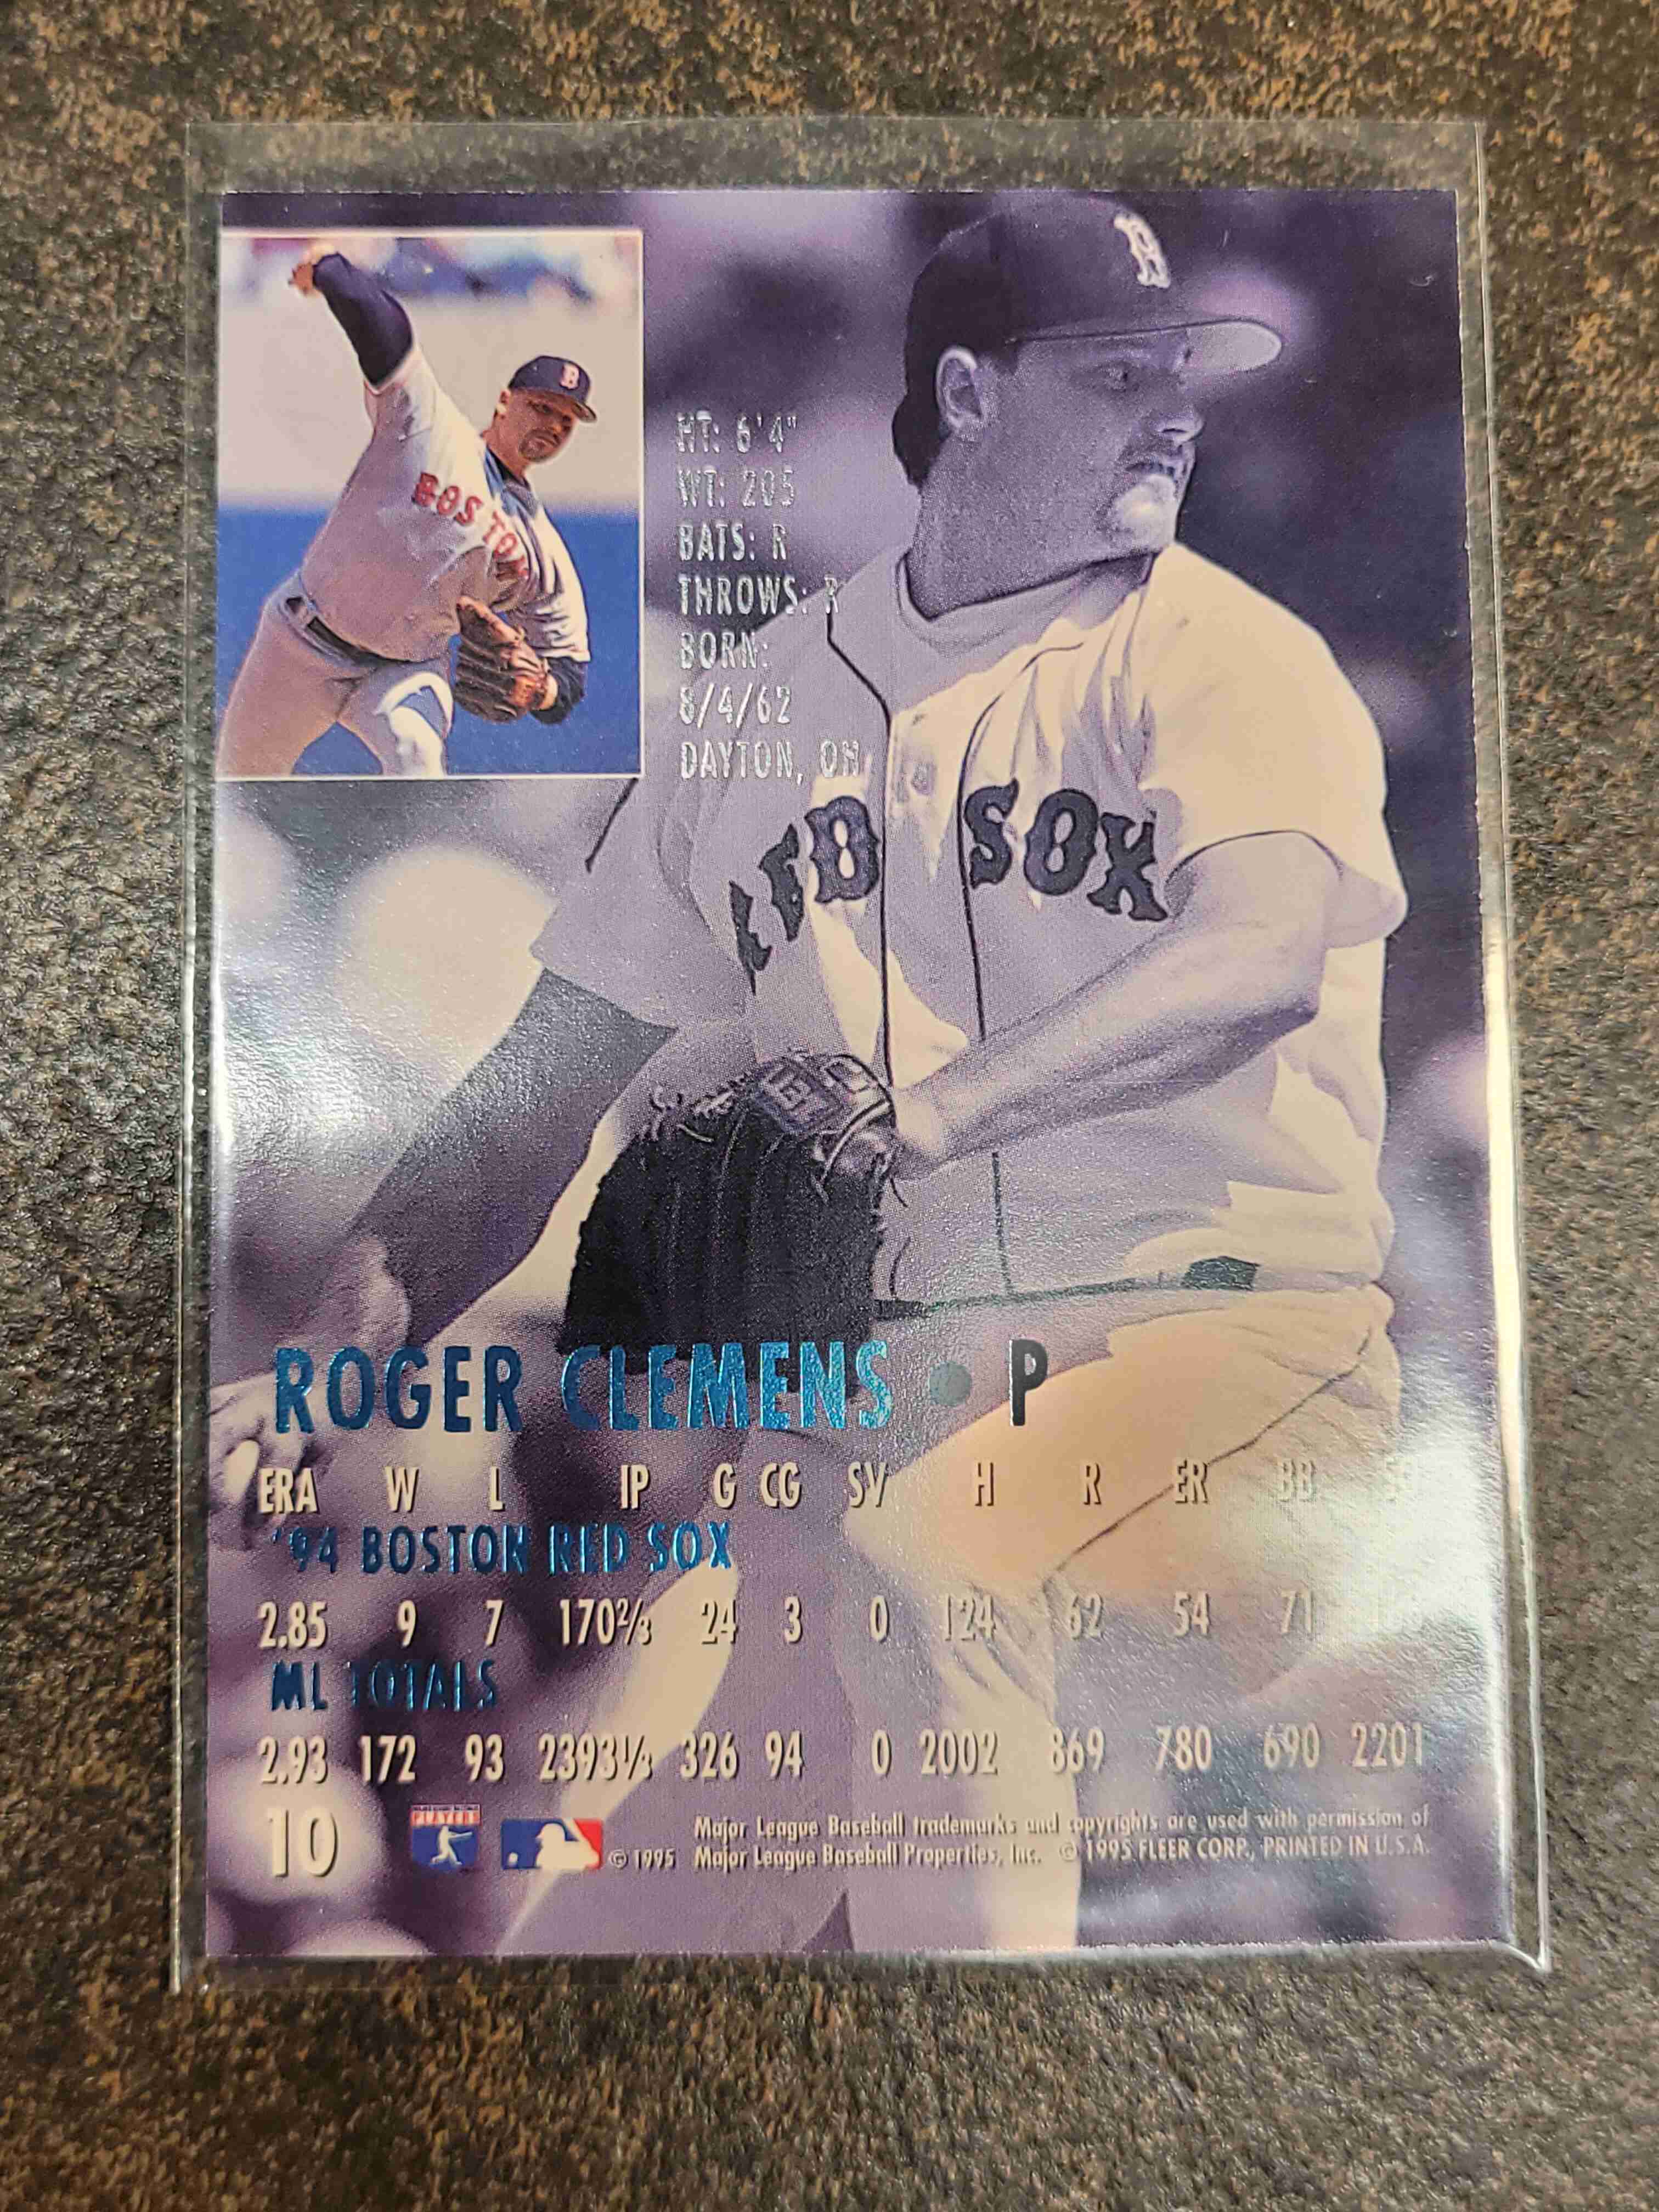 B
B
BOSTON
HT: 6'4"
WT: 205
BATS: R
THROWS: R
BORN:
8/4/62
DAYTON, OH
RED SOX
ROGER CLEMENS • P
ERA W L IP G CG SV H R ER BB
'94 BOSTON RED SOX
2.85 9 7 170⅔ 24 3 0 124 62 54 71
ML TOTALS
2.93 172 93 2393⅓ 326 94 0 2002 869 780 690 2201
10
PLAYERS
Major League Baseball trademarks and copyrights are used with permission of
© 1995 Major League Baseball Properties, Inc. © 1995 FLEER CORP., PRINTED IN U.S.A.